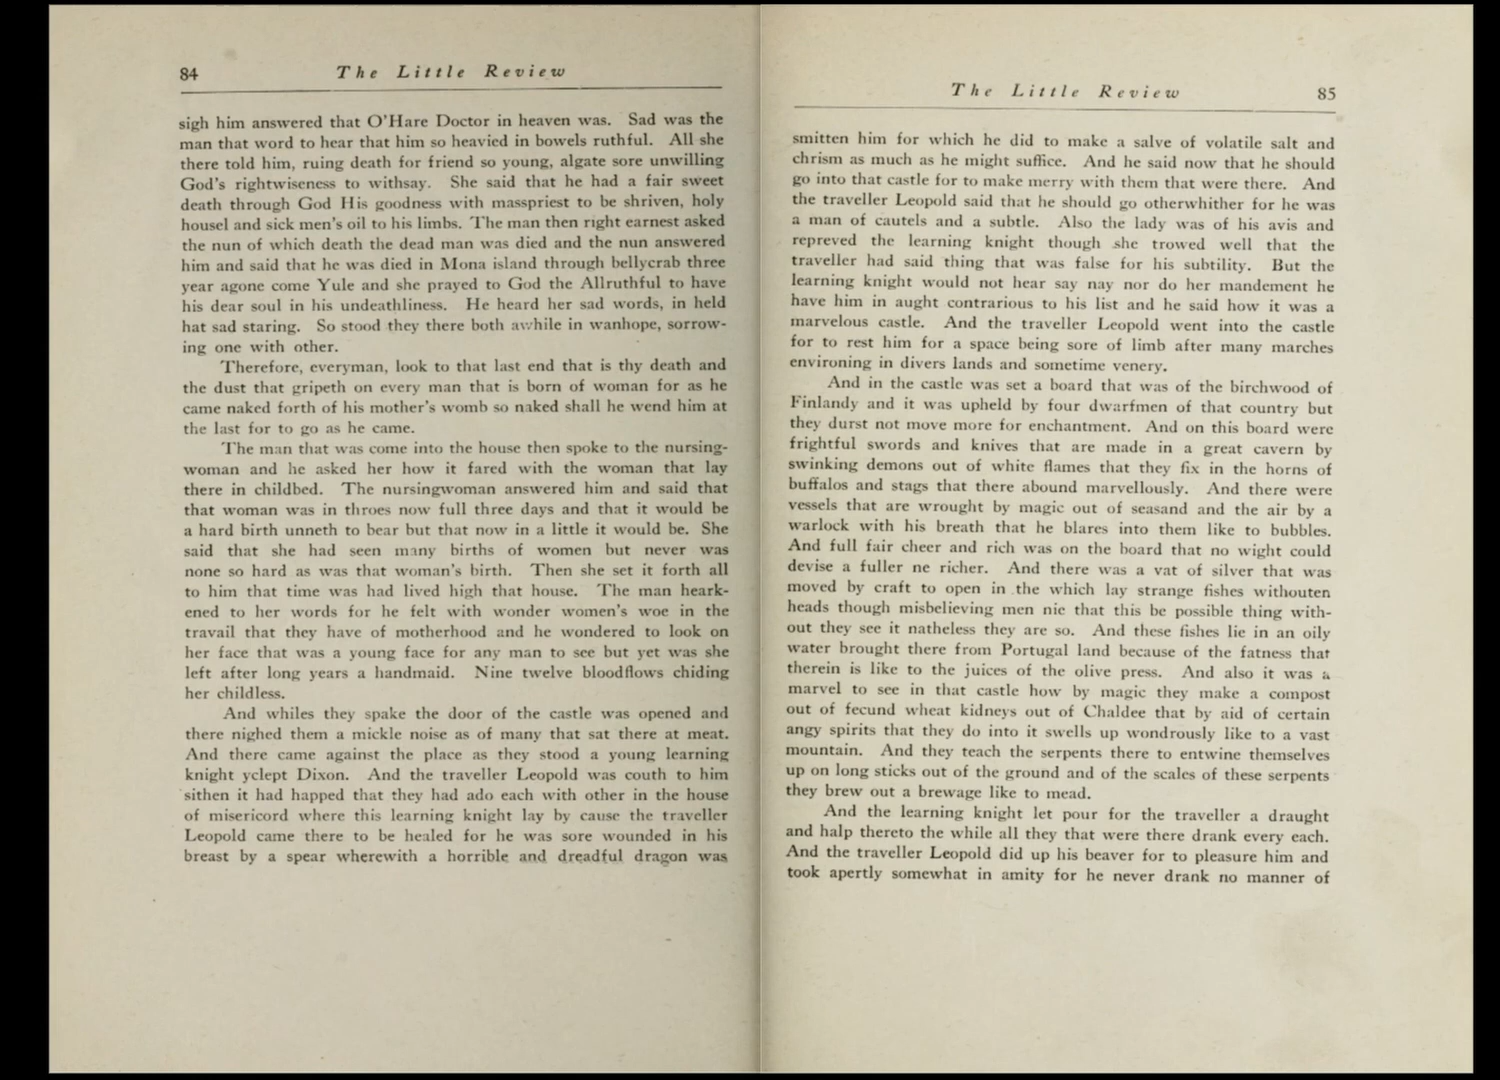 84
The Little Review
sigh him answered that O'Hare Doctor in heaven was. Sad was the
man that word to hear that him so heavied in bowels ruthful. All she
there told him, ruing death for friend so young, algate sore unwilling
God's rightwiseness to withsay. She said that he had a fair sweet
death through God His goodness with masspriest to be shriven, holy
housel and sick men's oil to his limbs. The man then right earnest asked
the nun of which death the dead man was died and the nun answered
him and said that he was died in Mona island through bellycrab three
year agone come Yule and she prayed to God the Allruthful to have
his dear soul in his undeathliness. He heard her sad words, in held
hat sad staring. So stood they there both awhile in wanhope, sorrow-
ing one with other.
Therefore, everyman, look to that last end that is thy death and
the dust that gripeth on every man that is born of woman for as he
came naked forth of his mother's womb so naked shall he wend him at
the last for to go as he came.
The man that was come into the house then spoke to the nursing-
woman and he asked her how it fared with the woman that lay
there in childbed. The nursingwoman answered him and said that
that woman was in throes now full three days and that it would be
a hard birth unneth to bear but that now in a little it would be. She
said that she had seen many births of women but never was
none so hard as was that woman's birth. Then she set it forth all
to him that time was had lived high that house. The man heark-
ened to her words for he felt with wonder women's woe in the
travail that they have of motherhood and he wondered to look on
her face that was a young face for any man to see but yet was she
left after long years a handmaid. Nine twelve bloodflows chiding
her childless.
And whiles they spake the door of the castle was opened and
there nighed them a mickle noise as of many that sat there at meat.
And there came against the place as they stood a young learning
knight yclept Dixon. And the traveller Leopold was couth to him
sithen it had happed that they had ado each with other in the house
of misericord where this learning knight lay by cause the traveller
Leopold came there to be healed for he was sore wounded in his
breast by a spear wherewith a horrible and dreadful dragon was
The Little Review
85
smitten him for which he did to make a salve of volatile salt and
chrism as much as he might suffice. And he said now that he should
go into that castle for to make merry with them that were there. And
the traveller Leopold said that he should go otherwhither for he was
a man of cautels and a subtle. Also the lady was of his avis and
repreved the learning knight though she trowed well that the
traveller had said thing that was false for his subtility. But the
learning knight would not hear say nay nor do her mandement he
have him in aught contrarious to his list and he said how it was a
marvelous castle. And the traveller Leopold went into the castle
for to rest him for a space being sore of limb after many marches
environing in divers lands and sometime venery.
And in the castle was set a board that was of the birchwood of
Finlandy and it was upheld by four dwarfmen of that country but
they durst not move more for enchantment. And on this board were
frightful swords and knives that are made in a great cavern by
swinking demons out of white flames that they fix in the horns of
buffalos and stags that there abound marvellously. And there were
vessels that are wrought by magic out of seasand and the air by a
warlock with his breath that he blares into them like to bubbles.
And full fair cheer and rich was on the board that no wight could
devise a fuller ne richer. And there was a vat of silver that was
moved by craft to open in the which lay strange fishes withouten
heads though misbelieving men nie that this be possible thing with-
out they see it natheless they are so. And these fishes lie in an oily
water brought there from Portugal land because of the fatness that
therein is like to the juices of the olive press. And also it was a
marvel to see in that castle how by magic they make a compost
out of fecund wheat kidneys out of Chaldee that by aid of certain
angy spirits that they do into it swells up wondrously like to a vast
mountain. And they teach the serpents there to entwine themselves
up on long sticks out of the ground and of the scales of these serpents
they brew out a brewage like to mead.
And the learning knight let pour for the traveller a draught
and halp thereto the while all they that were there drank every each.
And the traveller Leopold did up his beaver for to pleasure him and
took apertly somewhat in amity for he never drank no manner of